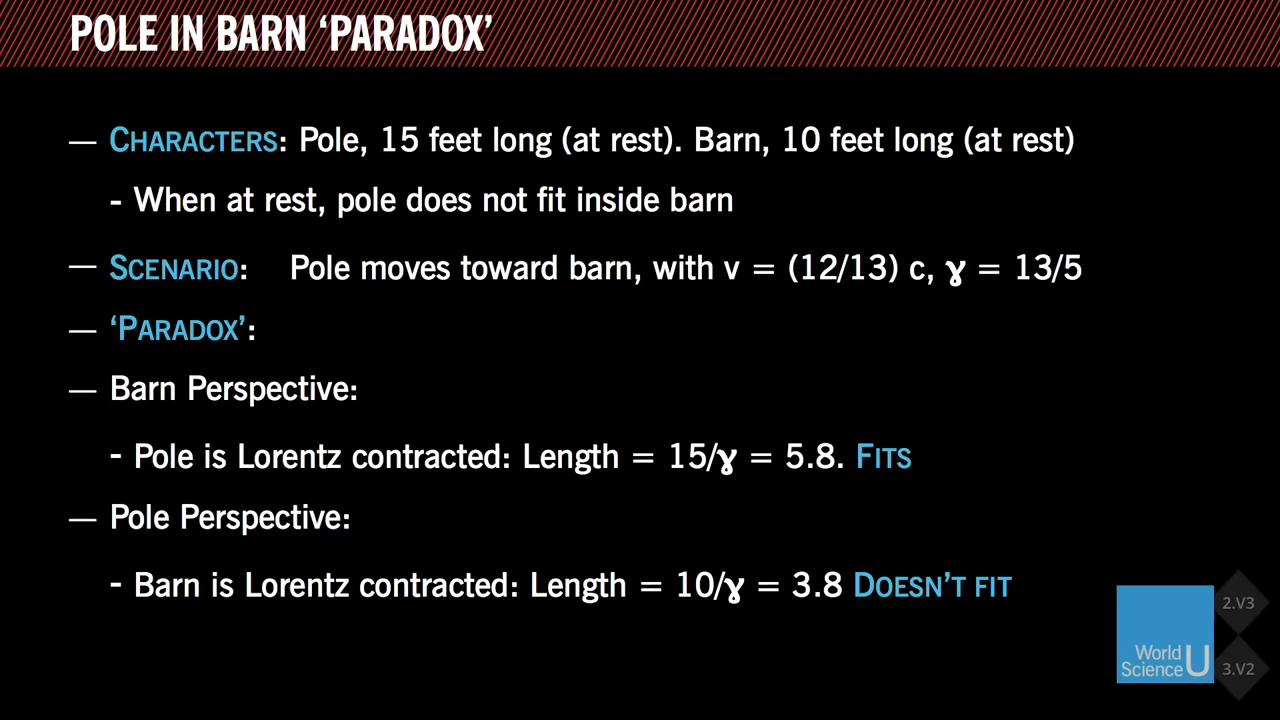 POLE IN BARN ‘PARADOX’
— CHARACTERS: Pole, 15 feet long (at rest). Barn, 10 feet long (at rest)
- When at rest, pole does not fit inside barn
— SCENARIO: Pole moves toward barn, with v = (12/13) c, ɣ = 13/5
— ‘PARADOX’:
— Barn Perspective:
- Pole is Lorentz contracted: Length = 15/ɣ = 5.8. FITS
— Pole Perspective:
- Barn is Lorentz contracted: Length = 10/ɣ = 3.8 DOESN’T FIT
World
Science U
2.V3
3.V2